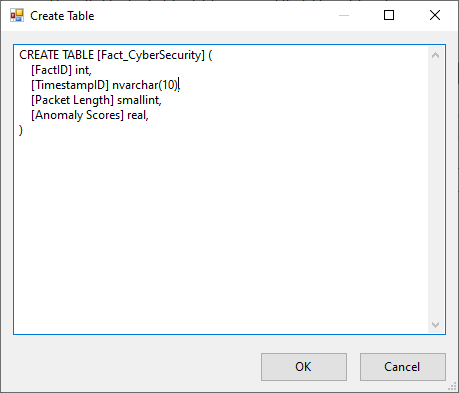 Create Table
CREATE TABLE [Fact_CyberSecurity] (
[FactID] int,
[TimestampID] nvarchar(10),
[Packet Length] smallint,
[Anomaly Scores] real,
)
OK
Cancel